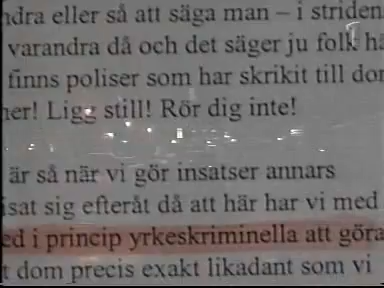 ndra eller så att säga man – i striden
varandra då och det säger ju folk
finns poliser som har skrikit till dom
ner! Ligg still! Rör dig inte!
är så när vi gör insatser annars
isat sig efteråt då att här har vi med
ed i princip yrkeskriminella att göra
t dom precis exakt likadant som vi